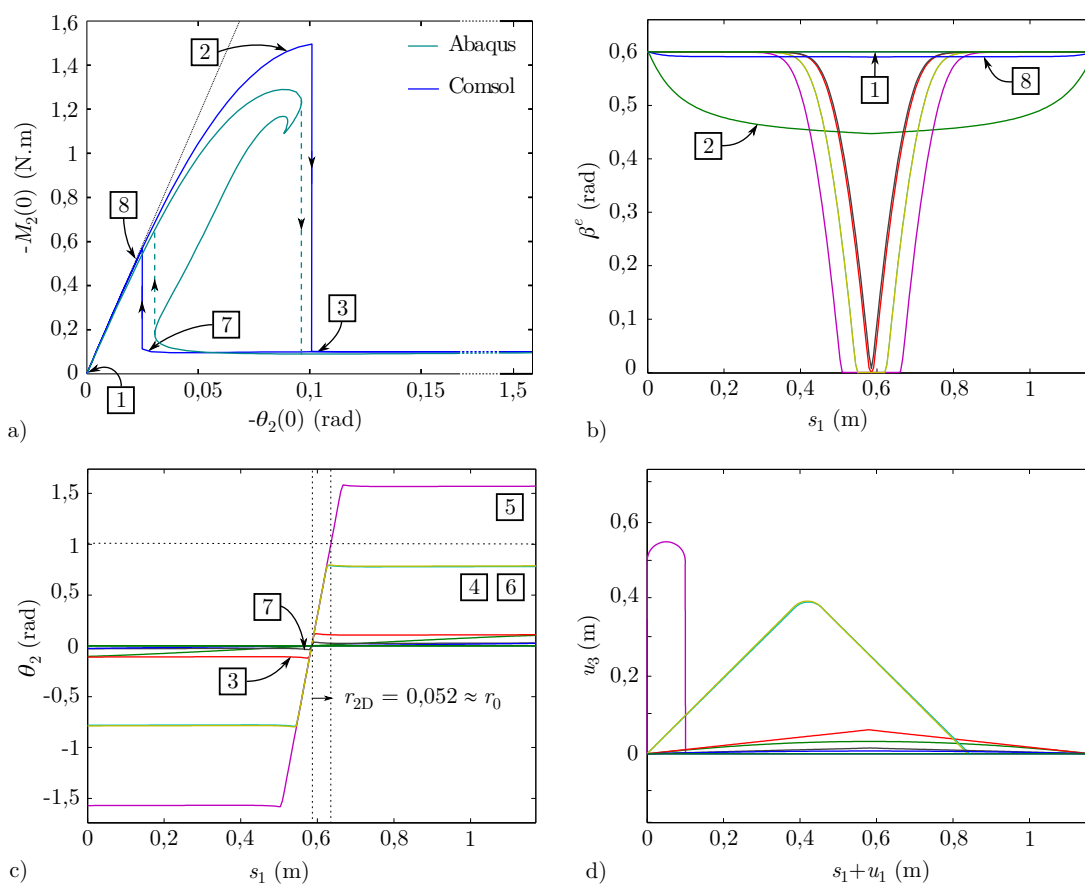 1,6
1,4
1,2
1
0,8
0,6
0,4
0,2
0
-M2(0) (N.m)
2
8
7
3
1
Abaqus
Comsol
0 0,05 0,1 0,15 1,5
-θ2(0) (rad)
a)
0,6
0,5
0,4
0,3
0,2
0,1
0
βᵉ (rad)
1
8
2
0 0,2 0,4 0,6 0,8 1
s1 (m)
b)
1,5
1
0,5
0
-0,5
-1
-1,5
θ2 (rad)
5
4 6
7
3
r2D = 0,052 ≈ r0
0 0,2 0,4 0,6 0,8 1
s1 (m)
c)
0,6
0,4
0,2
0
u3 (m)
0 0,2 0,4 0,6 0,8 1
s1+u1 (m)
d)